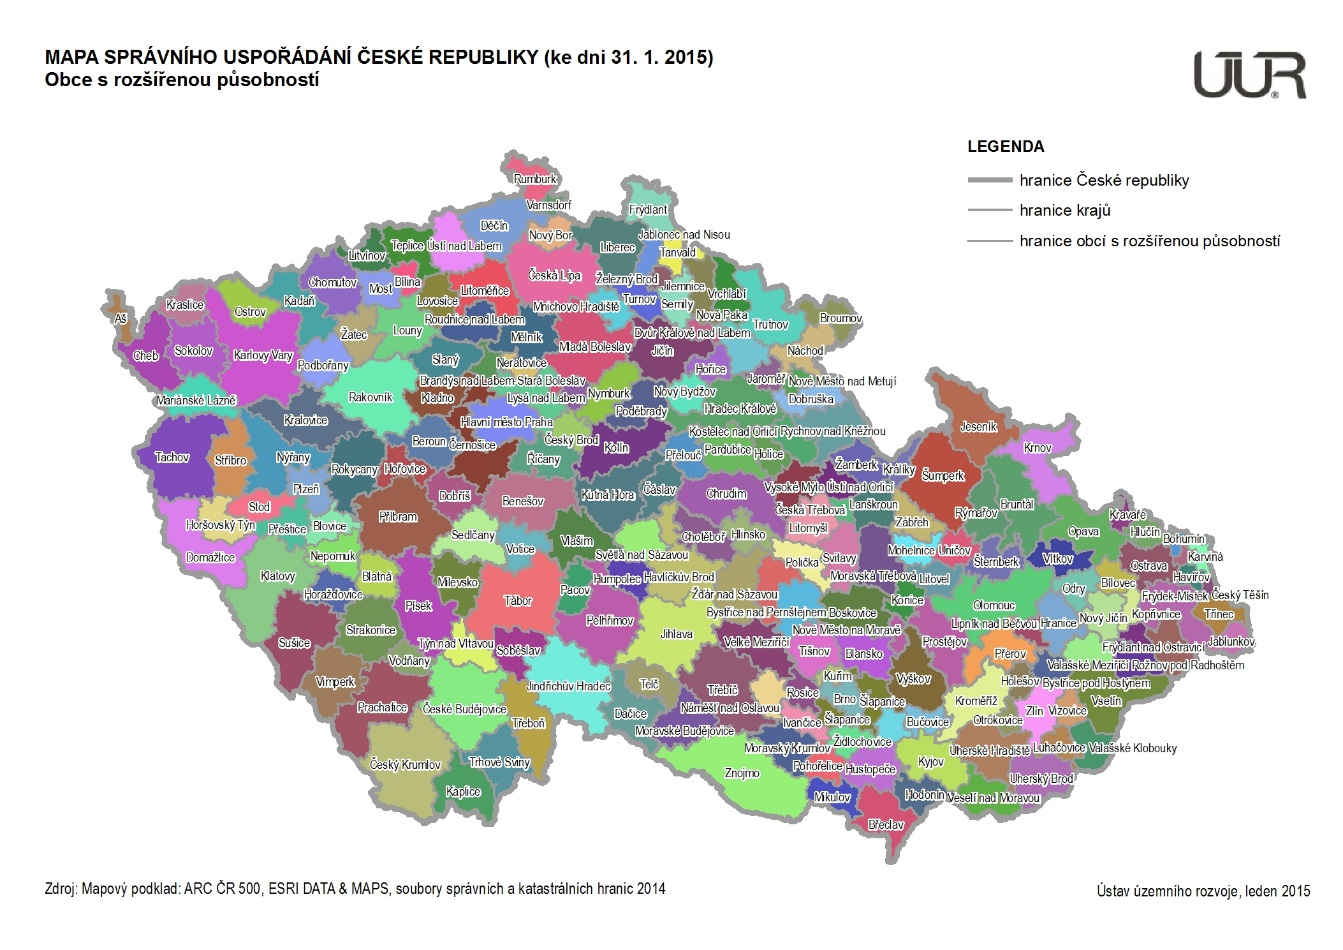 MAPA SPRÁVNÍHO USPOŘÁDÁNÍ ČESKÉ REPUBLIKY (ke dni 31. 1. 2015)
Obce s rozšířenou působností
UUR
®
LEGENDA
hranice České republiky
hranice krajů
hranice obcí s rozšířenou působností
Rumburk
Varnsdorf
Frýdlant
Děčín
Nový Bor
Jablonec nad Nisou
Teplice
Ústí nad Labem
Liberec
Tanvald
Litvínov
Česká Lípa
Železný Brod
Chomutov
Most
Bílina
Litoměřice
Jilemnice
Vrchlabí
Kraslice
Ostrov
Kadaň
Lovosice
Mnichovo Hradiště
Turnov
Semily
Aš
Žatec
Louny
Roudnice nad Labem
Nová Paka
Trutnov
Broumov
Mělník
Dvůr Králové nad Labem
Cheb
Sokolov
Karlovy Vary
Podbořany
Slaný
Neratovice
Mladá Boleslav
Jičín
Hořice
Náchod
Mariánské Lázně
Rakovník
Brandýs nad Labem-Stará Boleslav
Kladno
Lysá nad Labem
Nymburk
Nový Bydžov
Jaroměř
Nové Město nad Metují
Dobruška
Kralovice
Hlavní město Praha
Poděbrady
Hradec Králové
Jeseník
Beroun
Černošice
Český Brod
Kolín
Kostelec nad Orlicí
Rychnov nad Kněžnou
Krnov
Tachov
Stříbro
Nýřany
Rokycany
Hořovice
Říčany
Přelouč
Pardubice
Holice
Žamberk
Králíky
Šumperk
Plzeň
Dobříš
Benešov
Kutná Hora
Čáslav
Chrudim
Vysoké Mýto
Ústí nad Orlicí
Lanškroun
Rýmařov
Bruntál
Stod
Příbram
Česká Třebová
Zábřeh
Kravaře
Horšovský Týn
Přeštice
Blovice
Sedlčany
Votice
Vlašim
Chotěboř
Hlinsko
Litomyšl
Opava
Hlučín
Bohumín
Domažlice
Nepomuk
Světlá nad Sázavou
Polička
Svitavy
Mohelnice
Uničov
Šternberk
Vítkov
Ostrava
Karviná
Klatovy
Blatná
Milevsko
Pacov
Humpolec
Havlíčkův Brod
Moravská Třebová
Litovel
Bílovec
Havířov
Horažďovice
Písek
Tábor
Pelhřimov
Žďár nad Sázavou
Odry
Frýdek-Místek
Český Těšín
Bystřice nad Pernštejnem
Boskovice
Konice
Olomouc
Nový Jičín
Kopřivnice
Třinec
Sušice
Strakonice
Týn nad Vltavou
Soběslav
Jihlava
Velké Meziříčí
Nové Město na Moravě
Prostějov
Lipník nad Bečvou
Hranice
Frýdlant nad Ostravicí
Jablunkov
Vodňany
Tišnov
Blansko
Přerov
Valašské Meziříčí
Rožnov pod Radhoštěm
Vimperk
Jindřichův Hradec
Telč
Třebíč
Kuřim
Vyškov
Holešov
Bystřice pod Hostýnem
Prachatice
České Budějovice
Třeboň
Dačice
Náměšť nad Oslavou
Rosice
Brno
Šlapanice
Kroměříž
Zlín
Vizovice
Vsetín
Moravské Budějovice
Ivančice
Šlapanice
Bučovice
Otrokovice
Český Krumlov
Trhové Sviny
Moravský Krumlov
Židlochovice
Uherské Hradiště
Luhačovice
Valašské Klobouky
Kaplice
Znojmo
Pohořelice
Hustopeče
Kyjov
Uherský Brod
Mikulov
Hodonín
Veselí nad Moravou
Břeclav
Zdroj: Mapový podklad: ARC ČR 500, ESRI DATA & MAPS, soubory správních a katastrálních hranic 2014
Ústav územního rozvoje, leden 2015